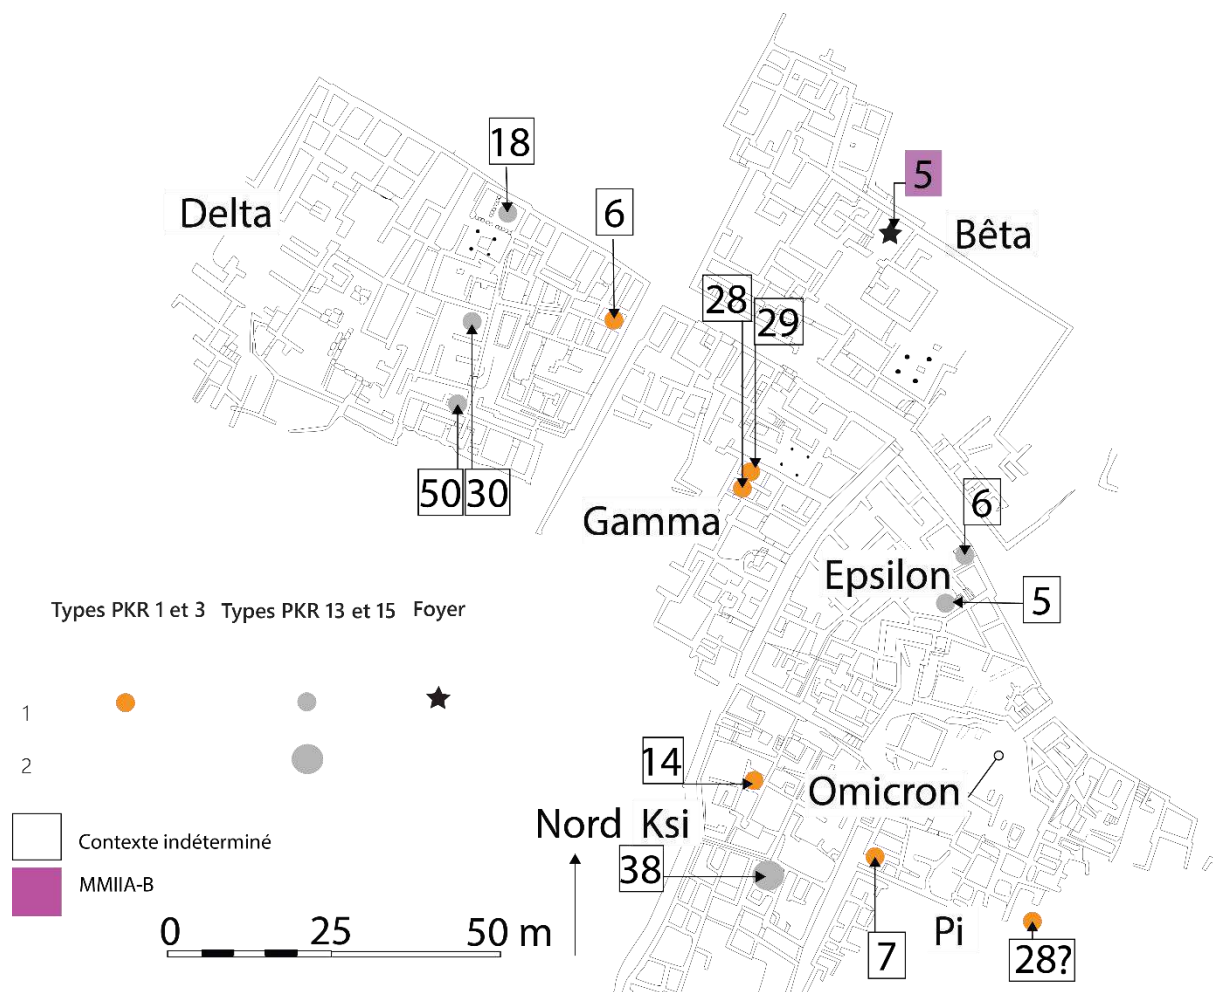 18
5
Delta
6
Bêta
28
29
50
30
6
Gamma
Epsilon
5
Types PKR 1 et 3 Types PKR 13 et 15 Foyer
1
2
14
Omicron
Nord Ksi
Contexte indéterminé
38
MMIIA-B
0 25 50 m
7
Pi
28?